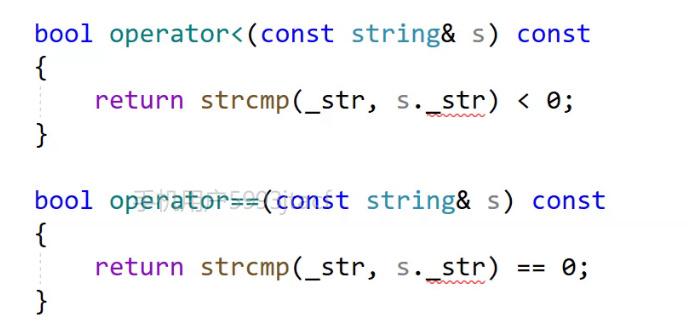 bool operator<(const string& s) const
{
    return strcmp(_str, s._str) < 0;
}
bool operator==(const string& s) const
{
    return strcmp(_str, s._str) == 0;
}